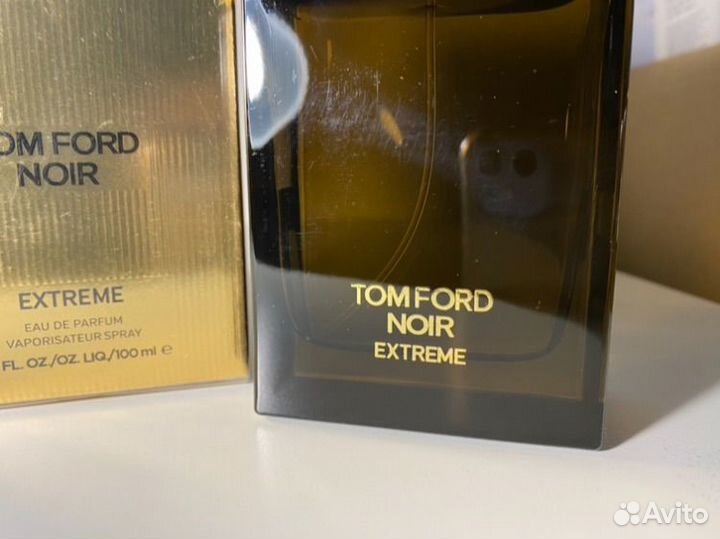 OM FORD
NOIR
EXTREME
EAU DE PARFUM
VAPORISATEUR SPRAY
FL. OZ./OZ. LIQ./100 ml e
TOM FORD
NOIR
EXTREME
Avito